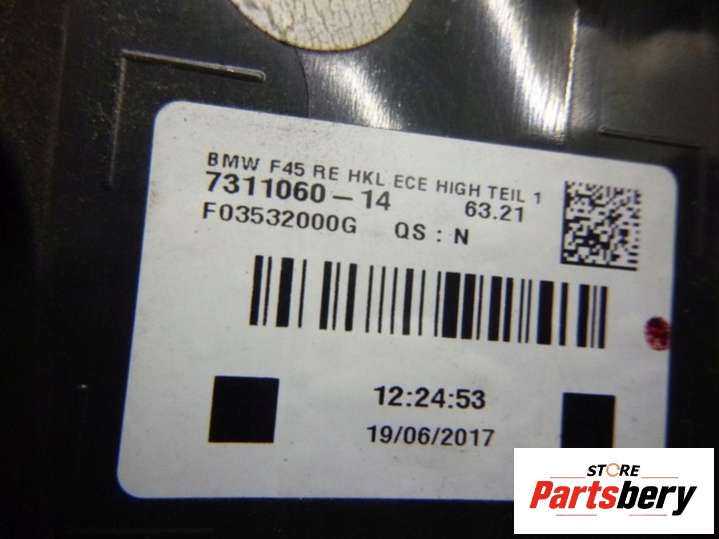 BMW F45 RE HKL ECE HIGH TEIL 1
7311060-14 63.21
F03532000G QS : N
12:24:53
19/06/2017
STORE
Partsbery